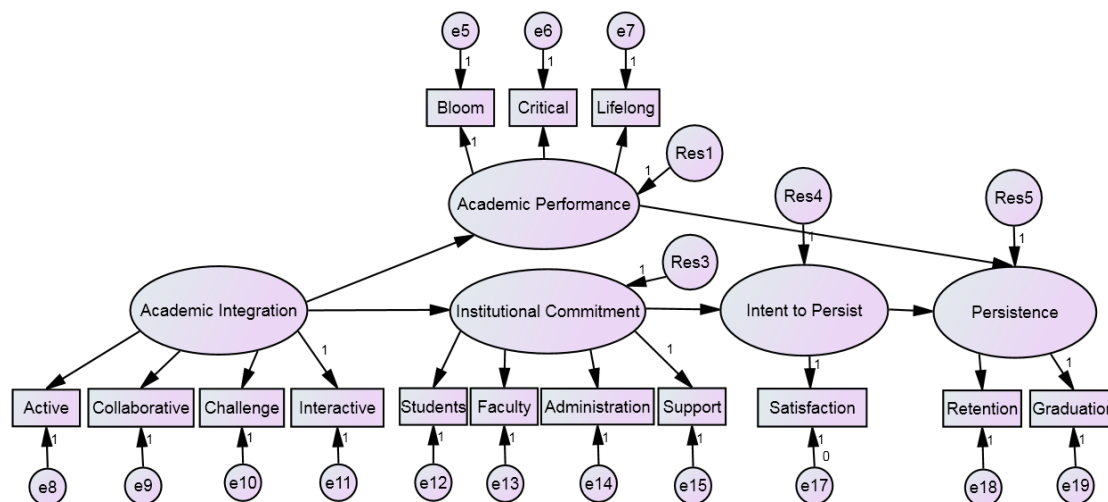 e5 e6 e7
1 1 1
Bloom Critical Lifelong
1
Res1
1
Academic Performance
Res4 Res5
1 1
Res3
1
Academic Integration Institutional Commitment Intent to Persist Persistence
1 1 1 1
Active Collaborative Challenge Interactive Students Faculty Administration Support Satisfaction Retention Graduation
1 1 1 1 1 1 1 1 1 1 1
0
e8 e9 e10 e11 e12 e13 e14 e15 e17 e18 e19